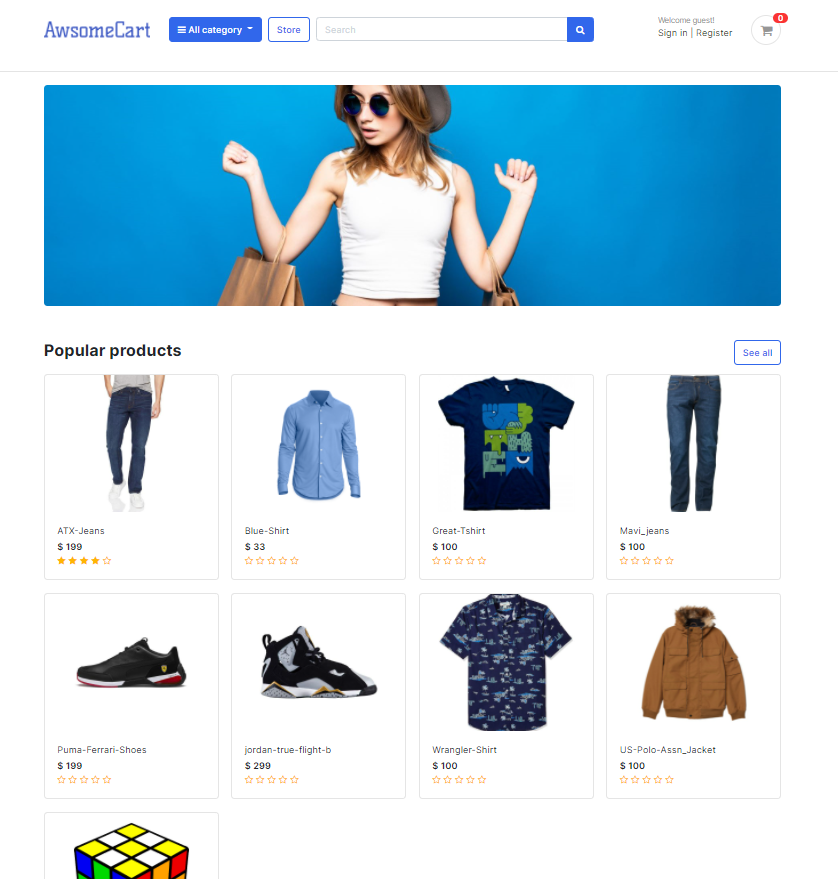 AwsomeCart
All category
Store
Search
Welcome guest!
Sign in | Register
0
Popular products
See all
ATX-Jeans
$ 199
Blue-Shirt
$ 33
Great-Tshirt
$ 100
Mavi_jeans
$ 100
Puma-Ferrari-Shoes
$ 199
jordan-true-flight-b
$ 299
Wrangler-Shirt
$ 100
US-Polo-Assn_Jacket
$ 100